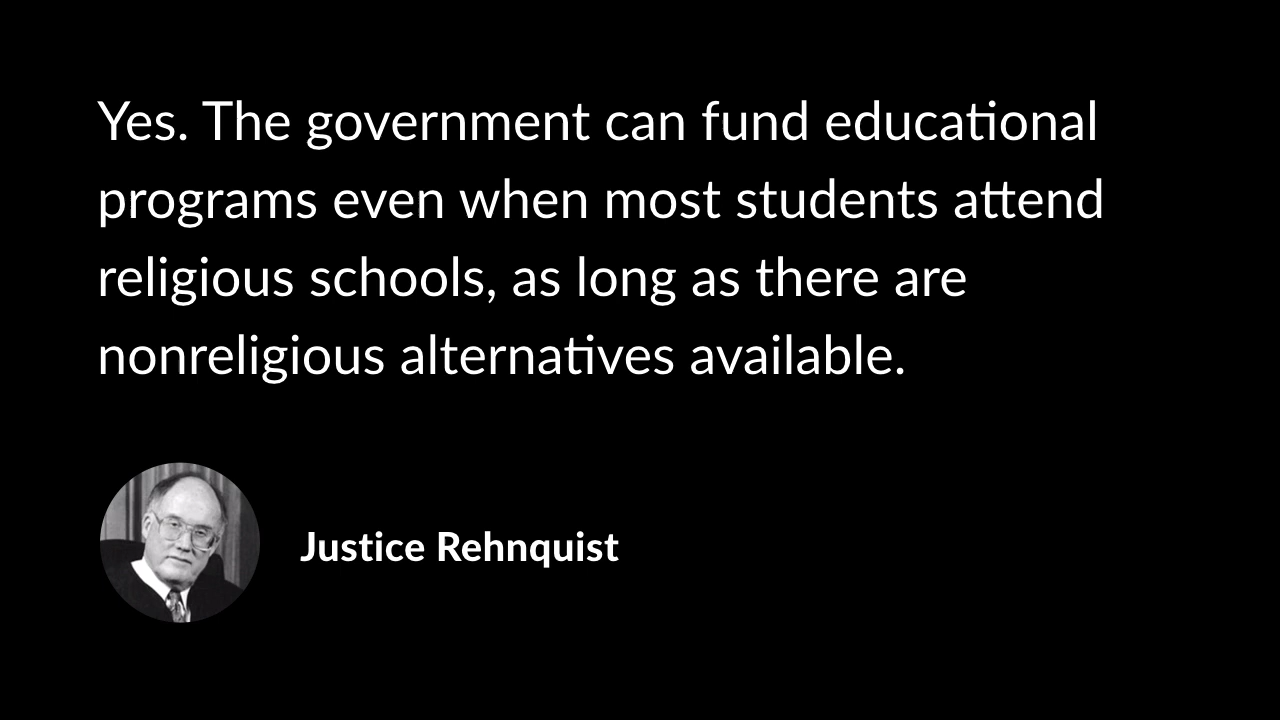 Yes. The government can fund educational
programs even when most students attend
religious schools, as long as there are
nonreligious alternatives available.
Justice Rehnquist